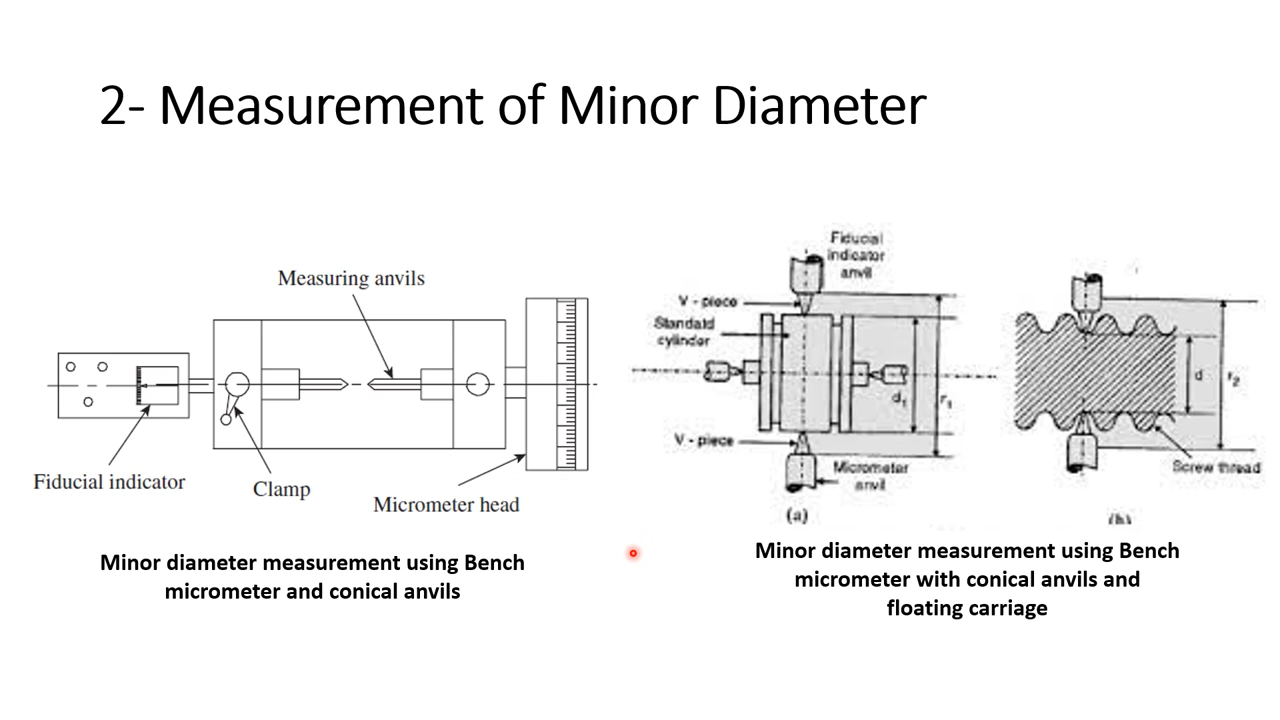 2- Measurement of Minor Diameter
Measuring anvils
Fiducial indicator
Clamp
Micrometer head
Minor diameter measurement using Bench
micrometer and conical anvils
Fiducial
indicator
anvil
V - piece
Standald
cylinder
d₁
r₁
V - piece
Micrometer
anvil
(a)
d
r₂
Screw thread
(b)
Minor diameter measurement using Bench
micrometer with conical anvils and
floating carriage